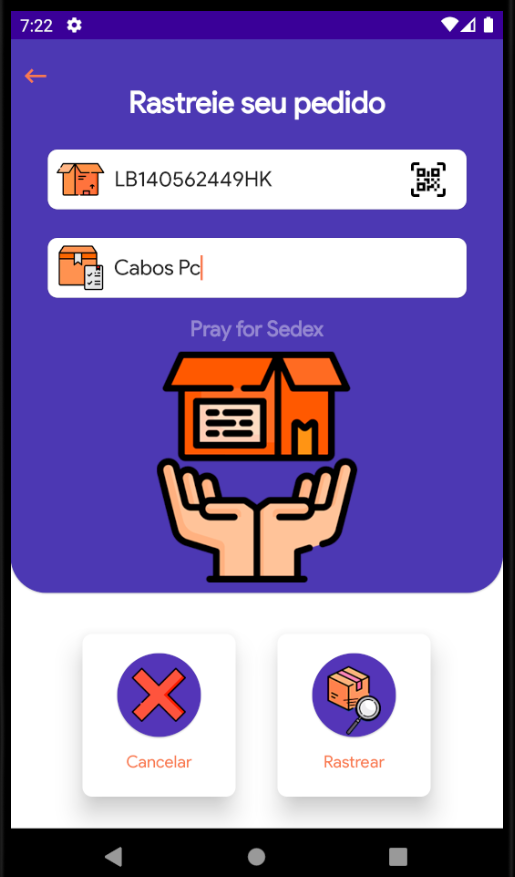 7:22
Rastreie seu pedido
LB140562449HK
Cabos Pc
Pray for Sedex
Cancelar
Rastrear